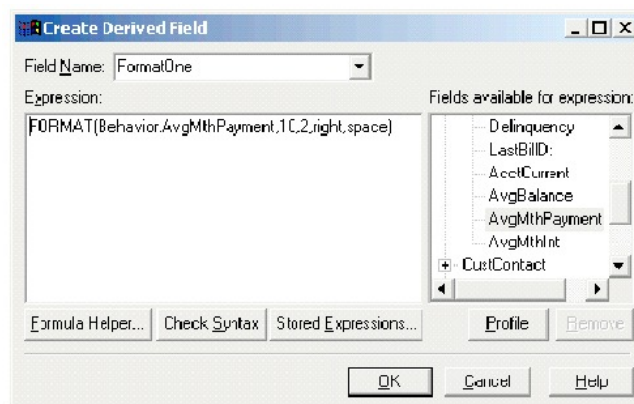 Create Derived Field
Field Name: FormatOne
Expression:
Fields available for expression:
FORMAT(Behavior.AvgMthPayment,10,2,right,space)
Delinquency
LastBillD:
AcctCurrent
AvgBalance
AvgMthPayment
AvgMthInt
CustContact
Formula Helper...
Check Syntax
Stored Expressions...
Profile
Remove
OK
Cancel
Help